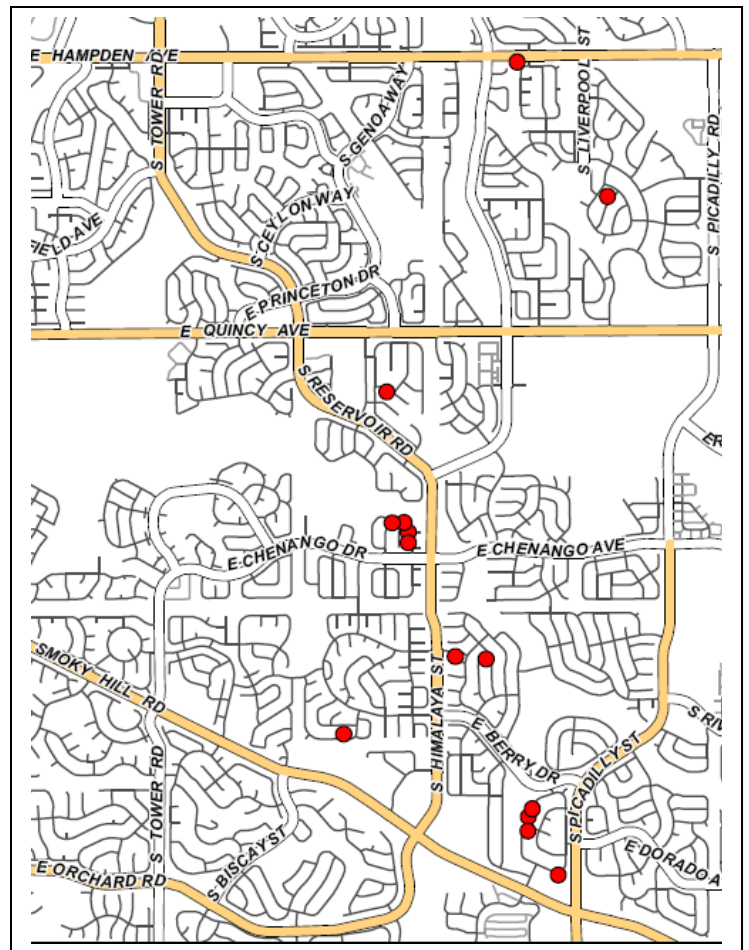 E HAMPDEN AVE
S TOWER RD
S LIVERPOOL ST
S GENOA WAY
S PICADILLY RD
S CEYLON WAY
FIELD AVE
E PRINCETON DR
E QUINCY AVE
S RESERVOIR RD
ER
E CHENANGO DR
E CHENANGO AVE
SMOKY HILL RD
S HIMALAYA ST
S RIV
E BERRY DR
S PICADILLY ST
S TOWER RD
S BISCAY ST
E DORADO A
E ORCHARD RD